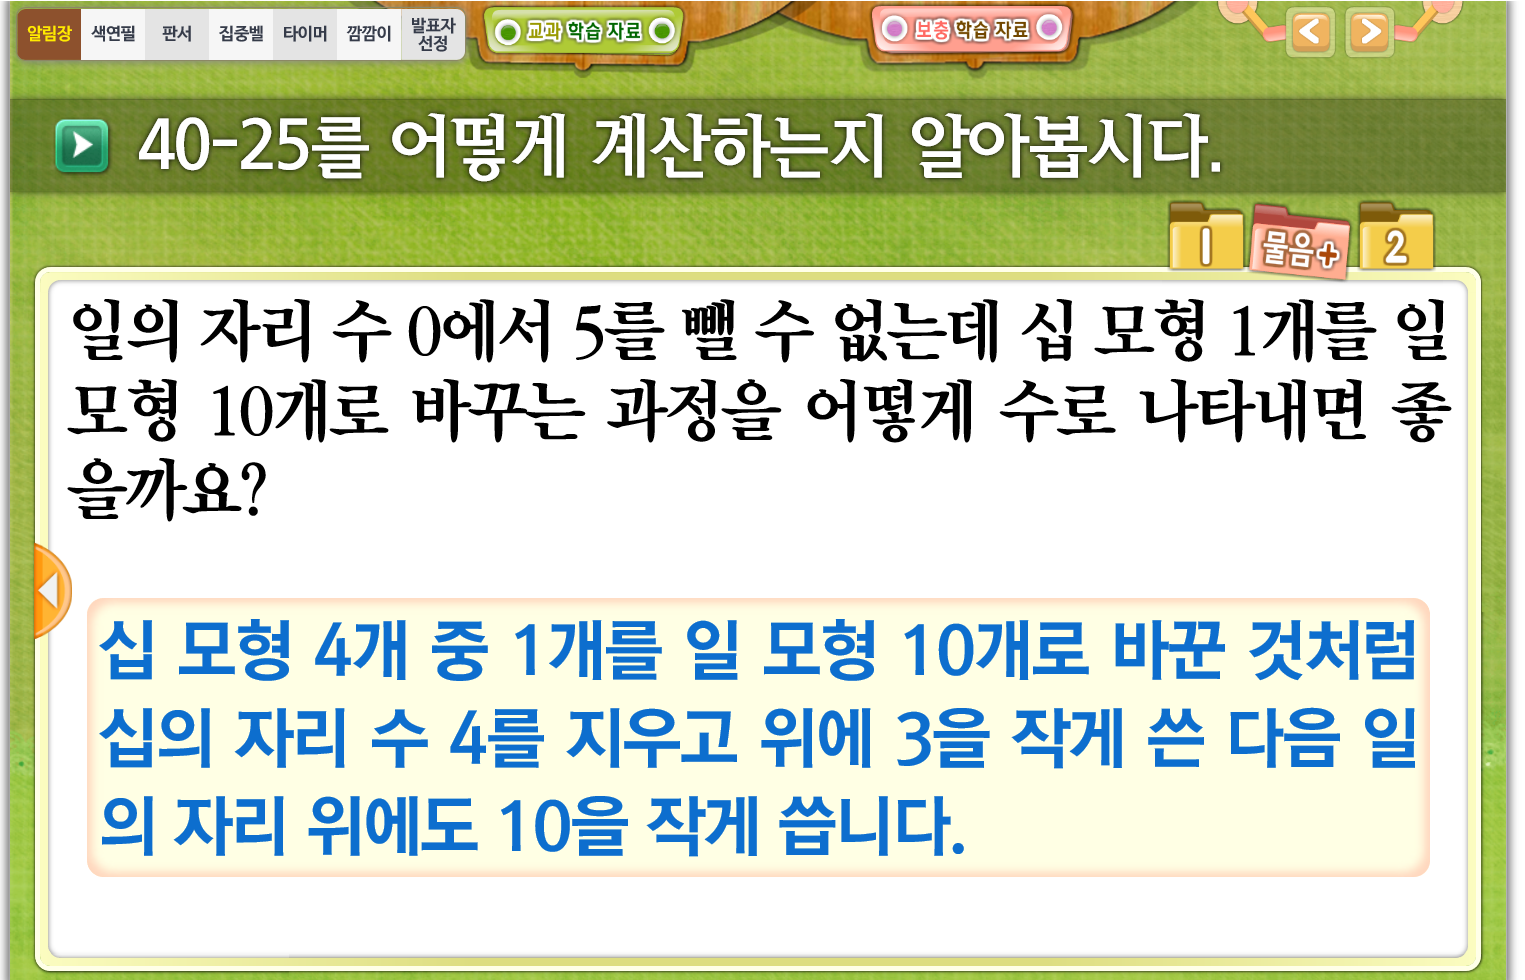 알림장 색연필 판서 집중벨 타이머 깜깜이 발표자 선정
교과 학습 자료
보충 학습 자료
40-25를 어떻게 계산하는지 알아봅시다.
1 물음+ 2
일의 자리 수 0에서 5를 뺄 수 없는데 십 모형 1개를 일
모형 10개로 바꾸는 과정을 어떻게 수로 나타내면 좋
을까요?
십 모형 4개 중 1개를 일 모형 10개로 바꾼 것처럼
십의 자리 수 4를 지우고 위에 3을 작게 쓴 다음 일
의 자리 위에도 10을 작게 씁니다.